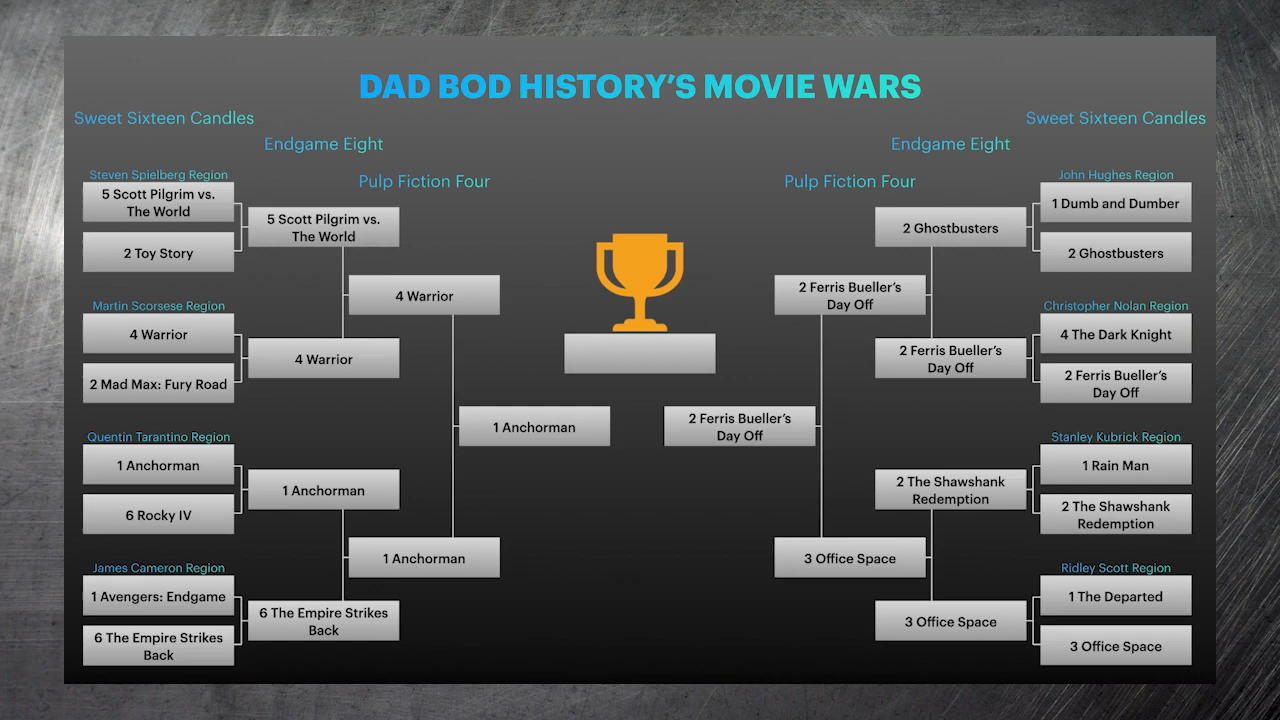 DAD BOD HISTORY'S MOVIE WARS
Sweet Sixteen Candles
Endgame Eight
Pulp Fiction Four
Steven Spielberg Region
5 Scott Pilgrim vs.
The World
2 Toy Story
5 Scott Pilgrim vs.
The World
Martin Scorsese Region
4 Warrior
2 Mad Max: Fury Road
4 Warrior
4 Warrior
Quentin Tarantino Region
1 Anchorman
6 Rocky IV
1 Anchorman
James Cameron Region
1 Avengers: Endgame
6 The Empire Strikes
Back
6 The Empire Strikes
Back
1 Anchorman
1 Anchorman
Sweet Sixteen Candles
Endgame Eight
Pulp Fiction Four
John Hughes Region
1 Dumb and Dumber
2 Ghostbusters
2 Ghostbusters
Christopher Nolan Region
4 The Dark Knight
2 Ferris Bueller's
Day Off
2 Ferris Bueller's
Day Off
2 Ferris Bueller's
Day Off
Stanley Kubrick Region
1 Rain Man
2 The Shawshank
Redemption
2 The Shawshank
Redemption
Ridley Scott Region
1 The Departed
3 Office Space
3 Office Space
3 Office Space
2 Ferris Bueller's
Day Off